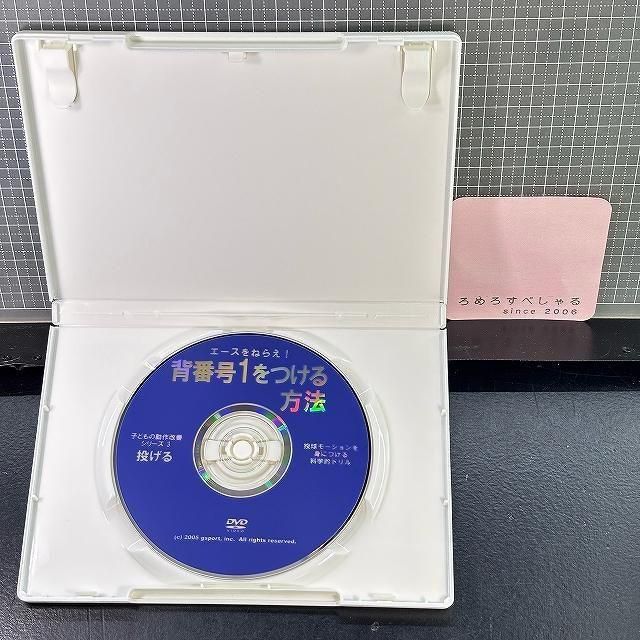 ろめろすぺしゃる
since 2006
エースをねらえ！
背番号1をつける
方法
子どもの動作改善
シリーズ 3
投げる
投球モーションを
身につける
科学的ドリル
DVD
VIDEO
(c) 2005 gsport, inc. All rights reserved.